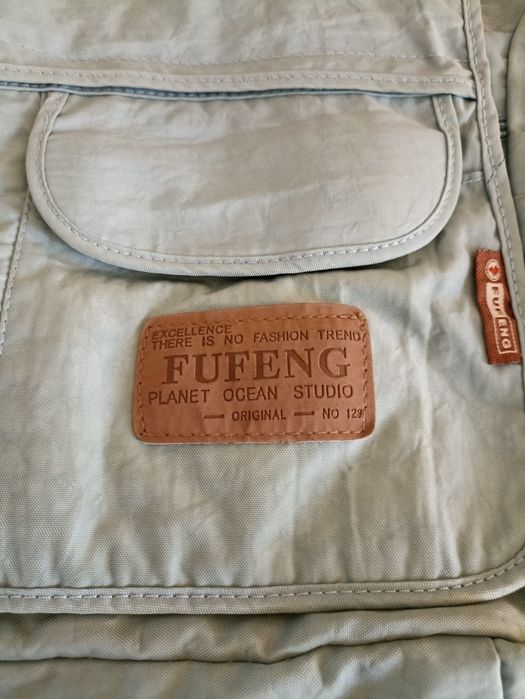 EXCELLENCE
THERE IS NO FASHION TREND
FUFENG
PLANET OCEAN STUDIO
— ORIGINAL — NO 129
FUFENG